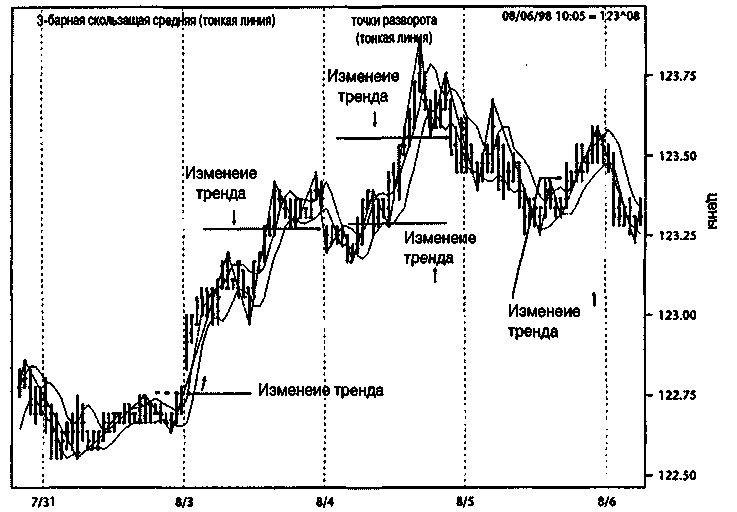 3-барная скользащая средняя (тонкая линия)
точки разворота
(тонкая линия)
08/06/98 10:05 = 123^08
Изменеие
тренда
Изменеие
тренда
Изменеие
тренда
Изменеие
тренда
Изменеие тренда
123.75
123.50
123.25
123.00
122.75
122.50
цены
7/31
8/3
8/4
8/5
8/6